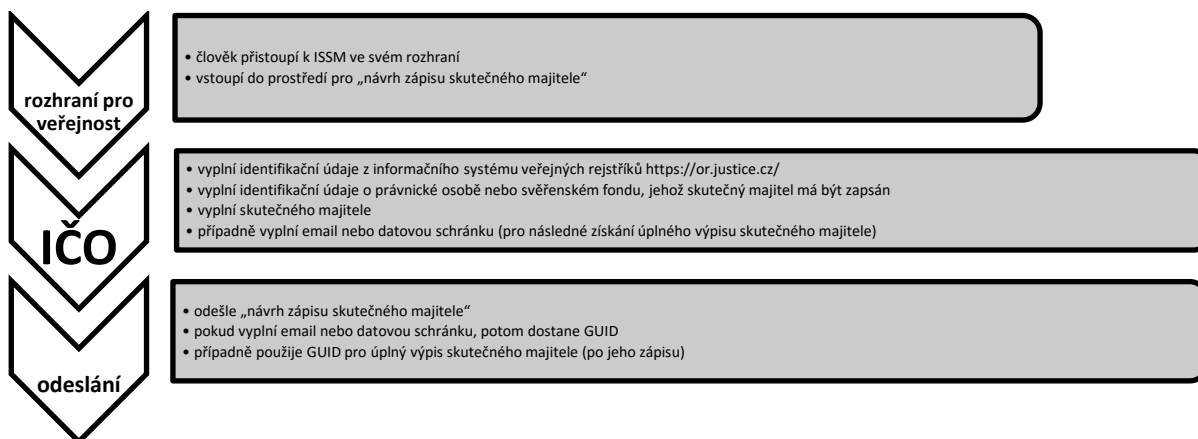 • člověk přistoupí k ISSM ve svém rozhraní
• vstoupí do prostředí pro „návrh zápisu skutečného majitele“
rozhraní pro
veřejnost
• vyplní identifikační údaje z informačního systému veřejných rejstříků https://or.justice.cz/
• vyplní identifikační údaje o právnické osobě nebo svěřenském fondu, jehož skutečný majitel má být zapsán
• vyplní skutečného majitele
• případně vyplní email nebo datovou schránku (pro následné získání úplného výpisu skutečného majitele)
IČO
• odešle „návrh zápisu skutečného majitele“
• pokud vyplní email nebo datovou schránku, potom dostane GUID
• případně použije GUID pro úplný výpis skutečného majitele (po jeho zápisu)
odeslání